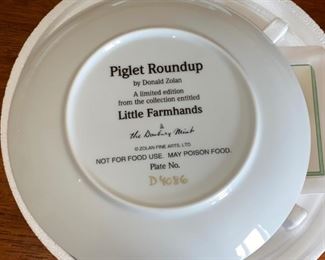 Piglet Roundup
by Donald Zolan
A limited edition
from the collection entitled
Little Farmhands
&
the Danbury Mint
© ZOLAN FINE ARTS, LTD
NOT FOR FOOD USE. MAY POISON FOOD.
Plate No.
D4086